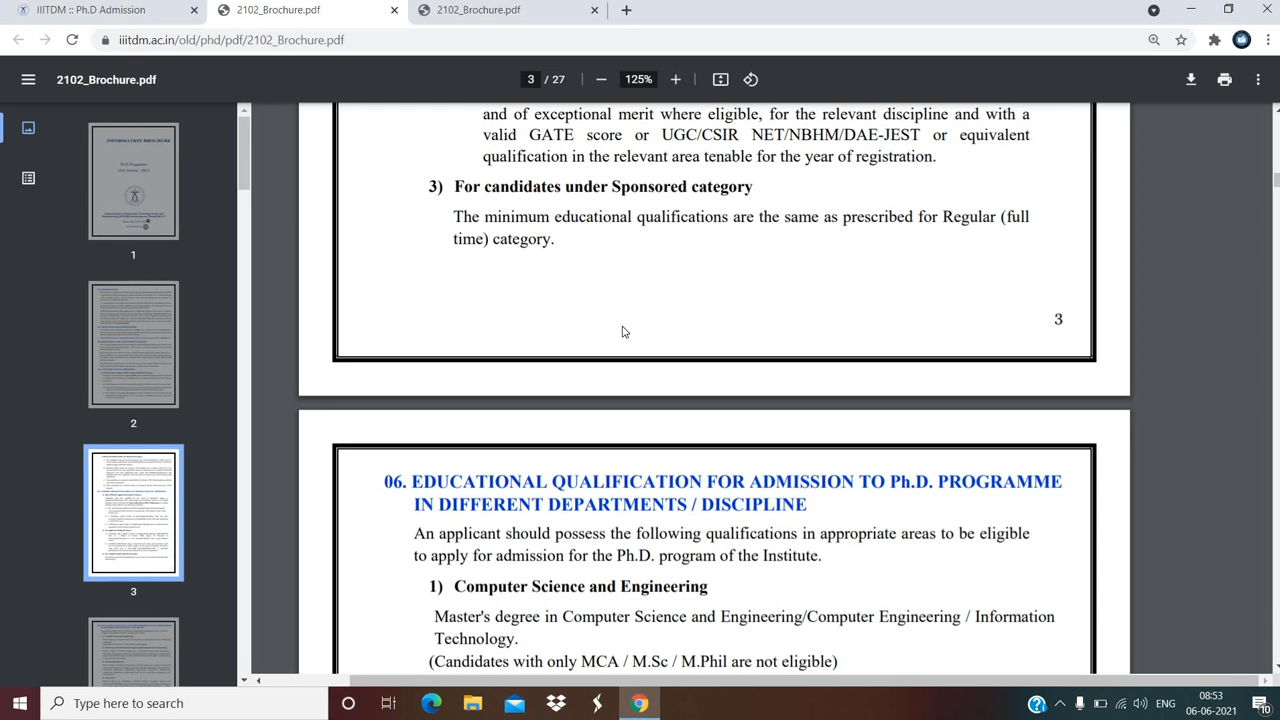 IIITDM :: Ph.D Admission
2102_Brochure.pdf
2102_Brochure.pdf
iiitdm.ac.in/old/phd/pdf/2102_Brochure.pdf
2102_Brochure.pdf
3 / 27
125%
INFORMATION BROCHURE
1
2
3
and of exceptional merit where eligible, for the relevant discipline and with a
valid GATE score or UGC/CSIR NET/NBHM/DAE-JEST or equivalent
qualification in the relevant area tenable for the year of registration.
3) For candidates under Sponsored category
The minimum educational qualifications are the same as prescribed for Regular (full
time) category.
3
06. EDUCATIONAL QUALIFICATION FOR ADMISSION TO Ph.D. PROGRAMME
IN DIFFERENT DEPARTMENTS / DISCIPLINE
An applicant should possess the following qualifications in appropriate areas to be eligible
to apply for admission for the Ph.D. program of the Institute.
1) Computer Science and Engineering
Master's degree in Computer Science and Engineering/Computer Engineering / Information
Technology.
(Candidates with only MCA / M.Sc / M.Phil are not eligible)
Type here to search
ENG
08:53
06-06-2021
10